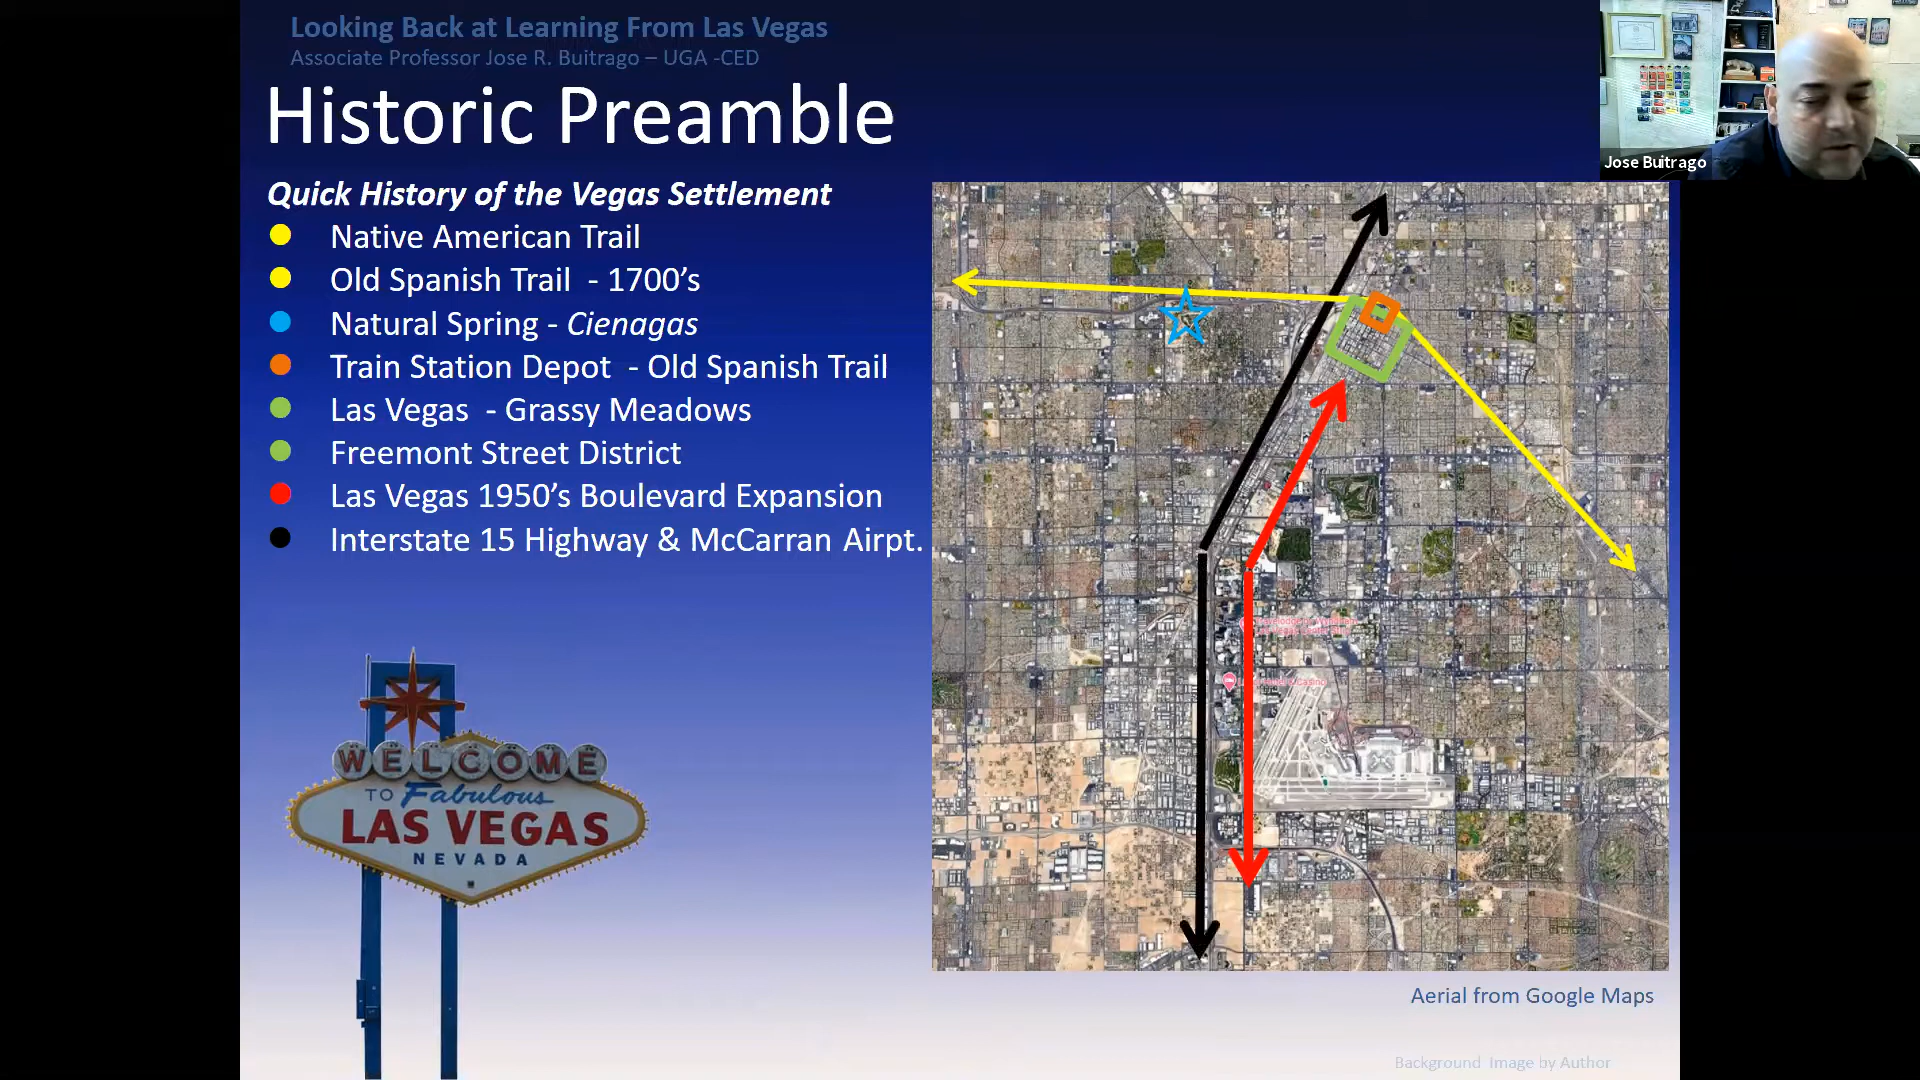 Looking Back at Learning From Las Vegas
Associate Professor Jose R. Buitrago – UGA -CED
Historic Preamble
Quick History of the Vegas Settlement
Native American Trail
Old Spanish Trail - 1700's
Natural Spring - Cienagas
Train Station Depot - Old Spanish Trail
Las Vegas - Grassy Meadows
Freemont Street District
Las Vegas 1950's Boulevard Expansion
Interstate 15 Highway & McCarran Airpt.
WELCOME
TO Fabulous
LAS VEGAS
NEVADA
Aerial from Google Maps
Background Image by Author
Jose Buitrago